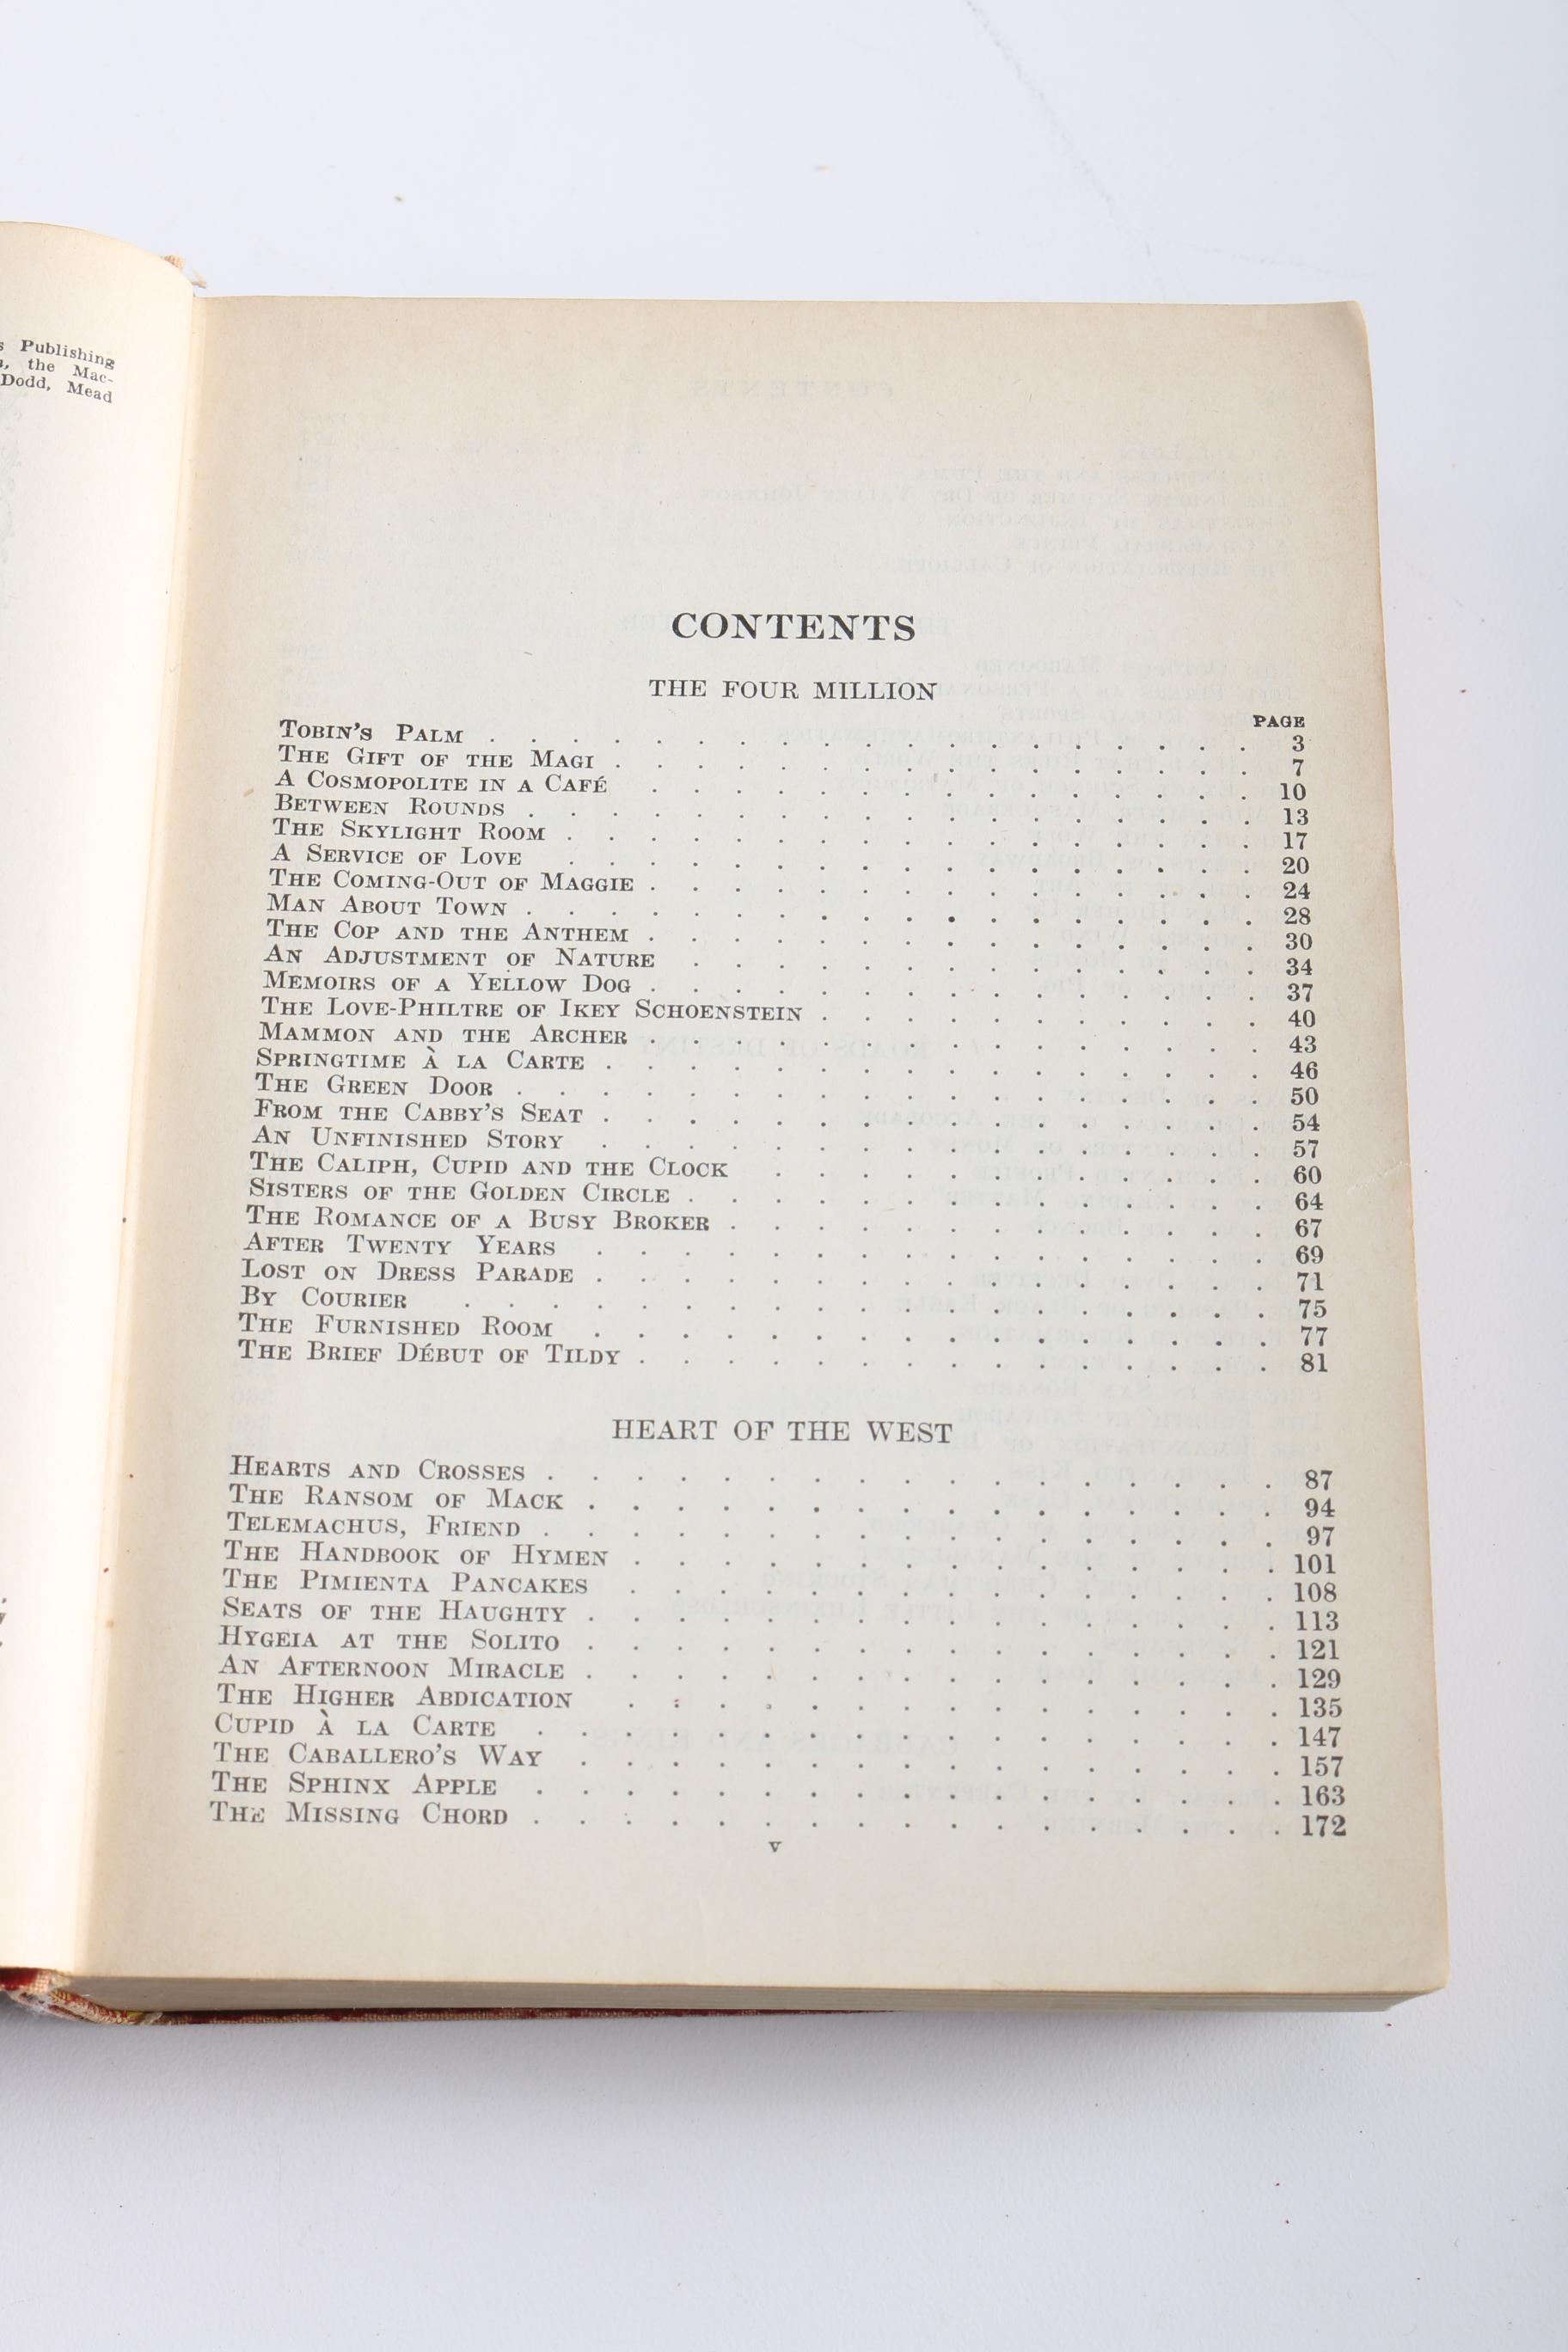 s Publishing
the Mac-
Dodd, Mead
CONTENTS
THE FOUR MILLION
PAGE
Tobin's Palm . . . . . . . . . . . . . . . . . . . 3
The Gift of the Magi . . . . . . . . . . . . . . . . 7
A Cosmopolite in a Café . . . . . . . . . . . . . . . 10
Between Rounds . . . . . . . . . . . . . . . . . . 13
The Skylight Room . . . . . . . . . . . . . . . . . 17
A Service of Love . . . . . . . . . . . . . . . . . 20
The Coming-Out of Maggie . . . . . . . . . . . . . . . 24
Man About Town . . . . . . . . . . . . . . . . . . 28
The Cop and the Anthem . . . . . . . . . . . . . . . 30
An Adjustment of Nature . . . . . . . . . . . . . . 34
Memoirs of a Yellow Dog . . . . . . . . . . . . . . . 37
The Love-Philtre of Ikey Schoenstein . . . . . . . . . . . 40
Mammon and the Archer . . . . . . . . . . . . . . . 43
Springtime à la Carte . . . . . . . . . . . . . . . . 46
The Green Door . . . . . . . . . . . . . . . . . . 50
From the Cabby's Seat . . . . . . . . . . . . . . . . 54
An Unfinished Story . . . . . . . . . . . . . . . . 57
The Caliph, Cupid and the Clock . . . . . . . . . . . . 60
Sisters of the Golden Circle . . . . . . . . . . . . . . 64
The Romance of a Busy Broker . . . . . . . . . . . . . 67
After Twenty Years . . . . . . . . . . . . . . . . 69
Lost on Dress Parade . . . . . . . . . . . . . . . . 71
By Courier . . . . . . . . . . . . . . . . . . . 75
The Furnished Room . . . . . . . . . . . . . . . . 77
The Brief Début of Tildy . . . . . . . . . . . . . . . 81
HEART OF THE WEST
Hearts and Crosses . . . . . . . . . . . . . . . . . 87
The Ransom of Mack . . . . . . . . . . . . . . . . 94
Telemachus, Friend . . . . . . . . . . . . . . . . . 97
The Handbook of Hymen . . . . . . . . . . . . . . . 101
The Pimienta Pancakes . . . . . . . . . . . . . . . 108
Seats of the Haughty . . . . . . . . . . . . . . . . 113
Hygeia at the Solito . . . . . . . . . . . . . . . . 121
An Afternoon Miracle . . . . . . . . . . . . . . . . 129
The Higher Abdication . . . . . . . . . . . . . . . 135
Cupid à la Carte . . . . . . . . . . . . . . . . . 147
The Caballero's Way . . . . . . . . . . . . . . . . 157
The Sphinx Apple . . . . . . . . . . . . . . . . . 163
The Missing Chord . . . . . . . . . . . . . . . . . 172
v